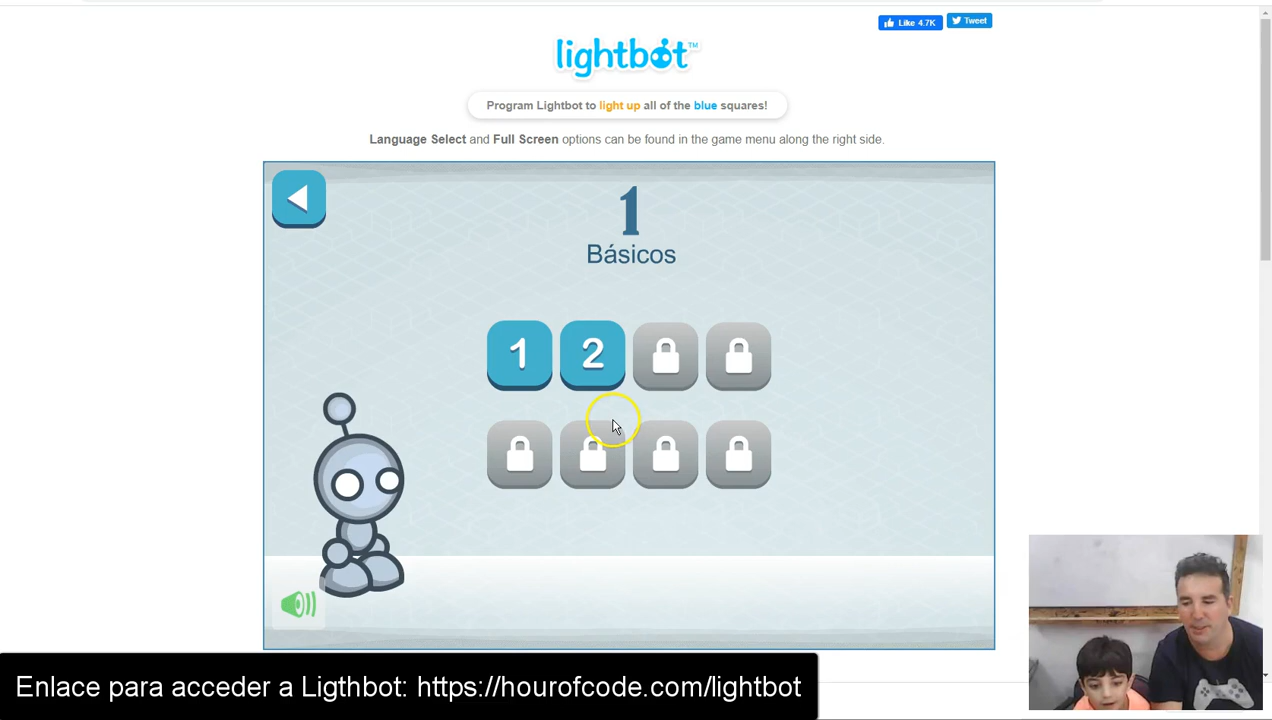 Like 4.7K
Tweet
lightbot™
Program Lightbot to light up all of the blue squares!
Language Select and Full Screen options can be found in the game menu along the right side.
1
Básicos
1 2
Enlace para acceder a Ligthbot: https://hourofcode.com/lightbot